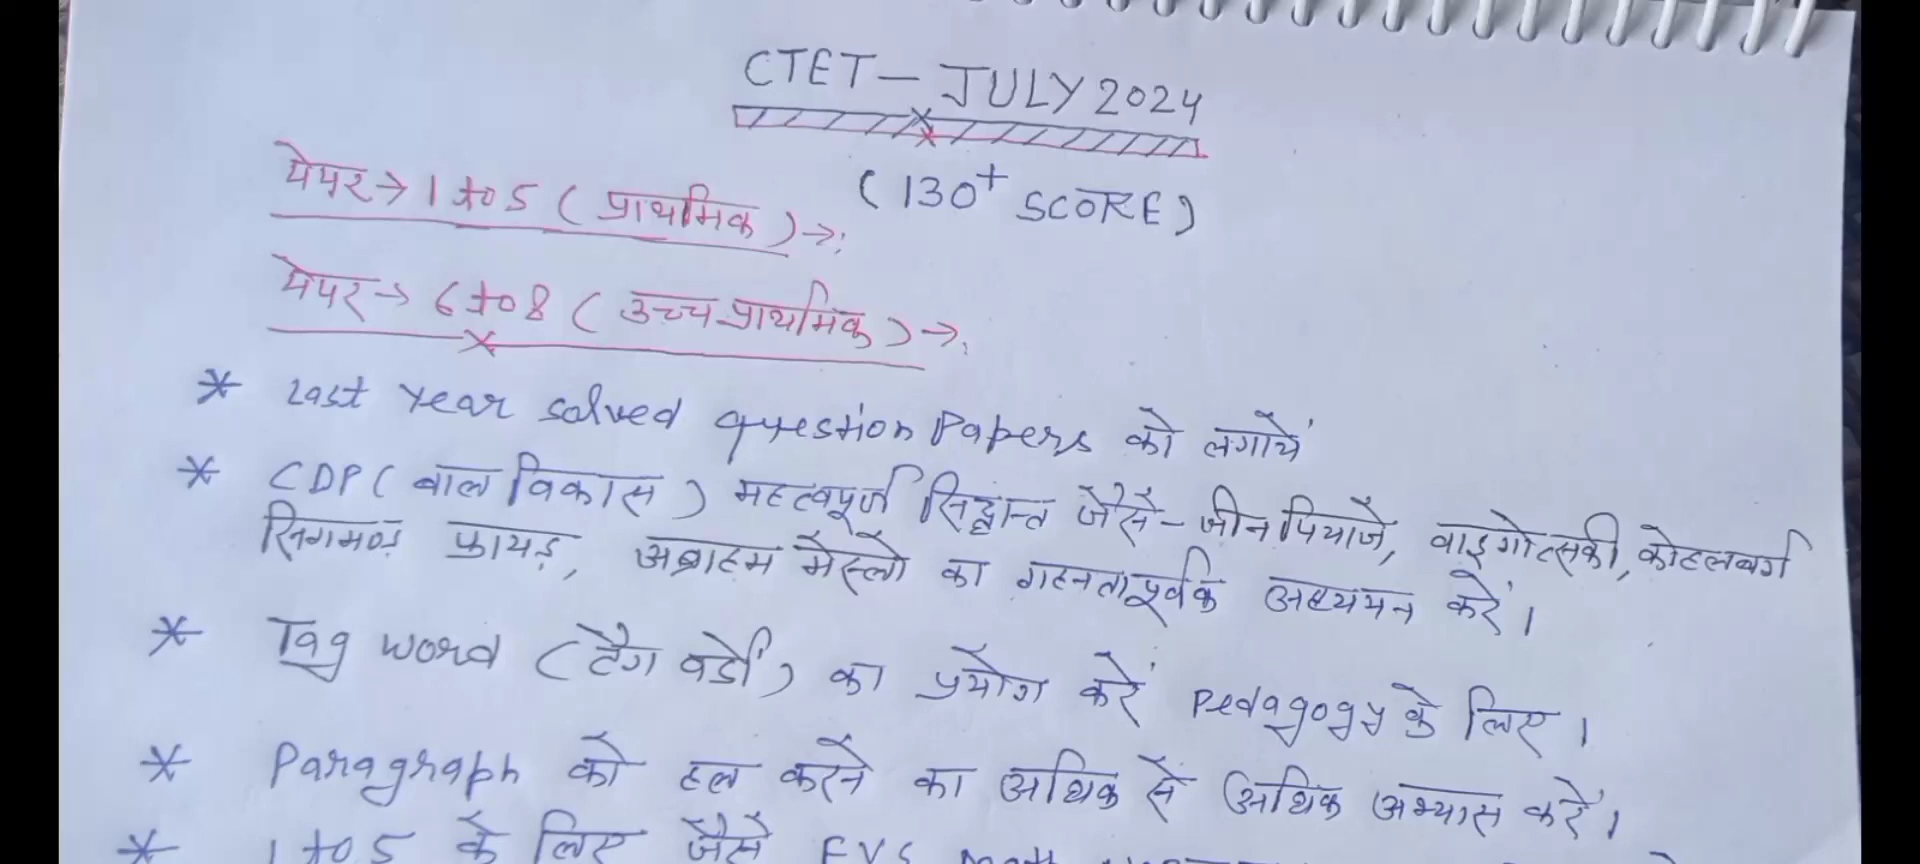 CTET - JULY 2024
(130+ SCORE)
पेपर → 1 to 5 (प्राथमिक) →:
पेपर → 6 to 8 (उच्च प्राथमिक) →:
* Last Year solved question Papers को लगायें
* CDP (बाल विकास) महत्वपूर्ण सिद्धान्त जैसे - जीन पियाजे, वाइगोत्सकी, कोहलबर्ग
सिगमण्ड फ्रायड, अब्राहम मैस्लो का गहनतापूर्वक अध्ययन करें।
* Tag word (टैग वर्डों) का प्रयोग करें Pedagogy के लिए।
* Paragraph को हल करने का अधिक से अधिक अभ्यास करें।
* 1 to 5 के लिए जैसे EVS Math